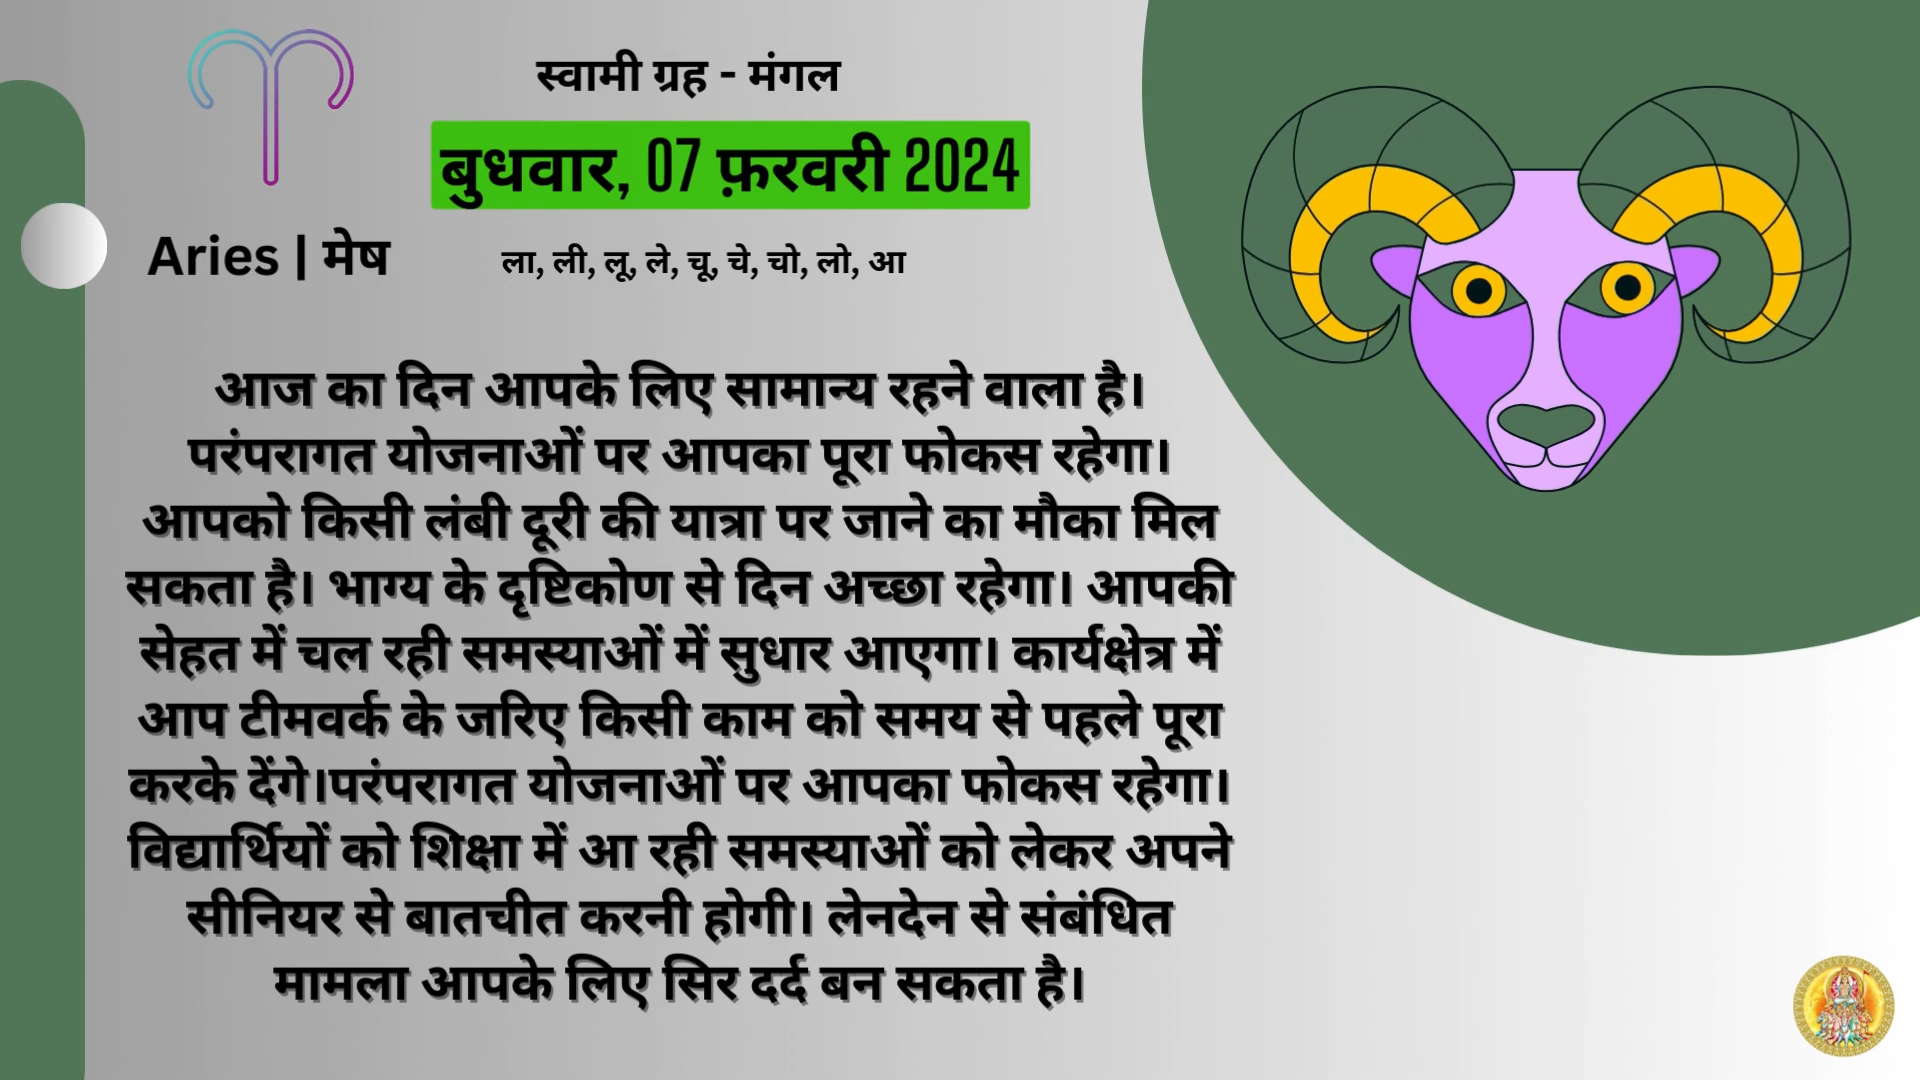 स्वामी ग्रह - मंगल
बुधवार, 07 फ़रवरी 2024
Aries | मेष
ला, ली, लू, ले, चू, चे, चो, लो, आ
आज का दिन आपके लिए सामान्य रहने वाला है।
परंपरागत योजनाओं पर आपका पूरा फोकस रहेगा।
आपको किसी लंबी दूरी की यात्रा पर जाने का मौका मिल
सकता है। भाग्य के दृष्टिकोण से दिन अच्छा रहेगा। आपकी
सेहत में चल रही समस्याओं में सुधार आएगा। कार्यक्षेत्र में
आप टीमवर्क के जरिए किसी काम को समय से पहले पूरा
करके देंगे।परंपरागत योजनाओं पर आपका फोकस रहेगा।
विद्यार्थियों को शिक्षा में आ रही समस्याओं को लेकर अपने
सीनियर से बातचीत करनी होगी। लेनदेन से संबंधित
मामला आपके लिए सिर दर्द बन सकता है।